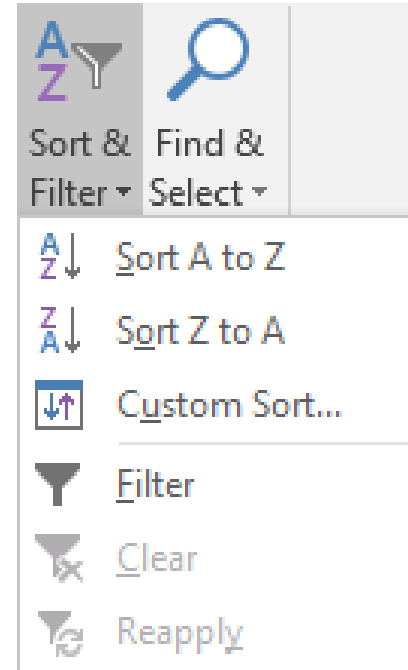 Sort & Find &
Filter Select
Sort A to Z
Sort Z to A
Custom Sort...
Filter
Clear
Reapply